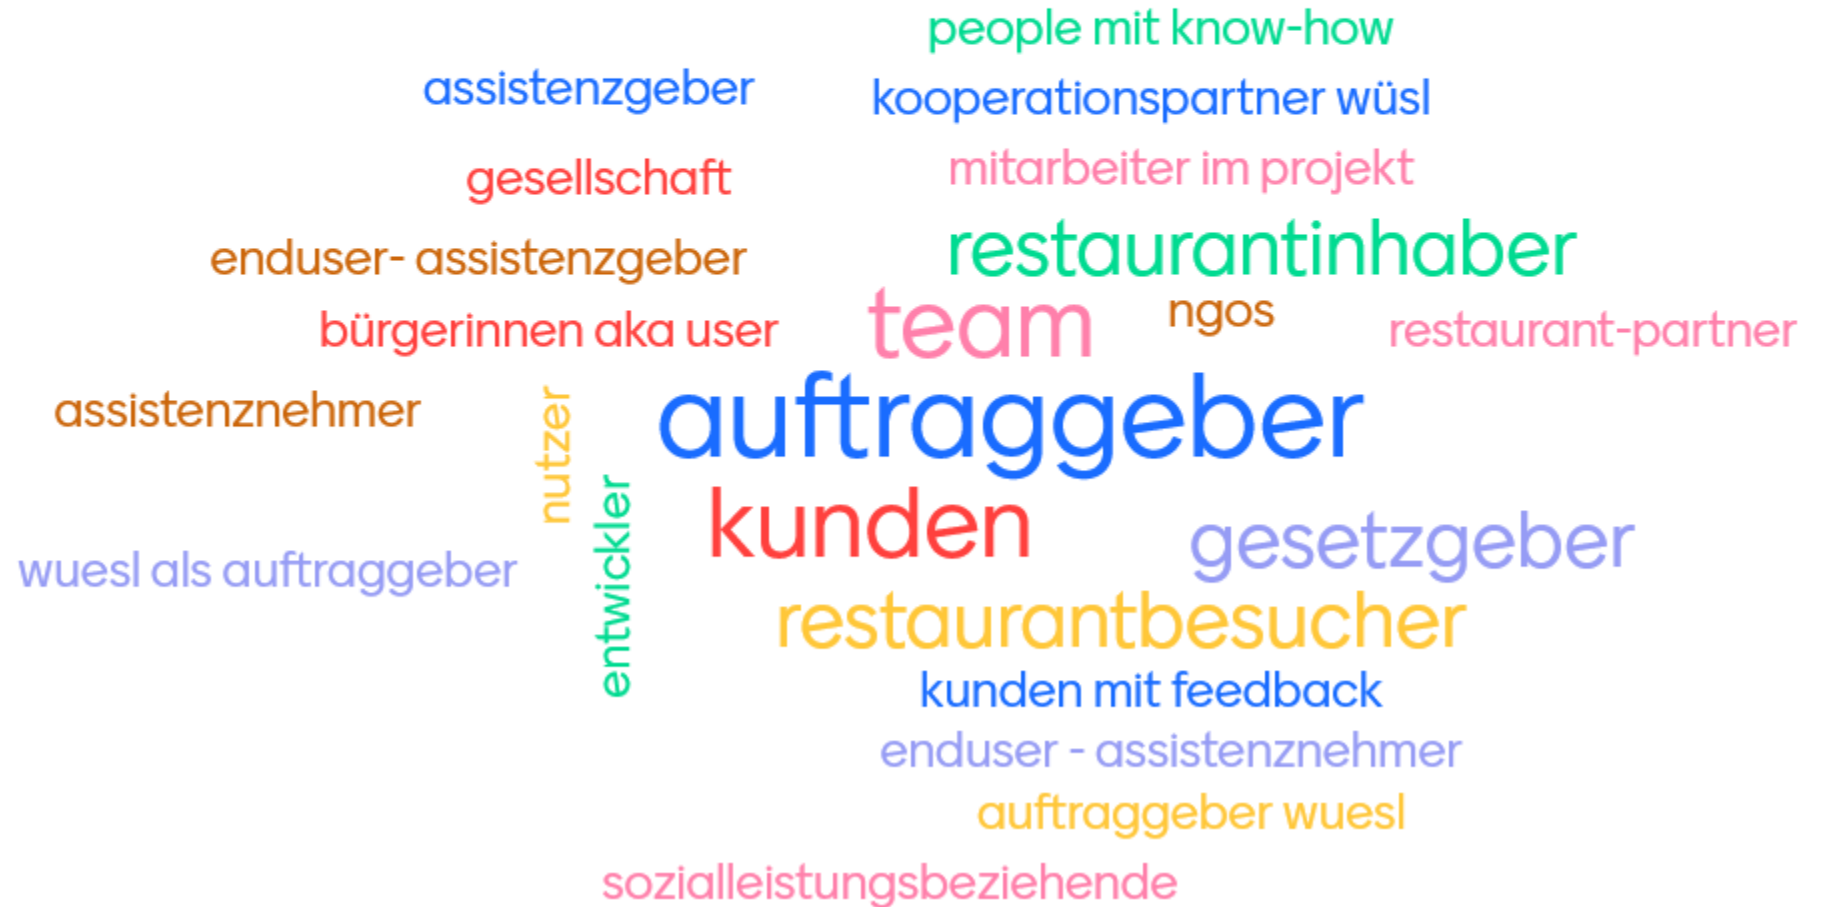 people mit know-how
assistenzgeber
kooperationspartner wüsl
gesellschaft
mitarbeiter im projekt
enduser- assistenzgeber
restaurantinhaber
bürgerinnen aka user
team
ngos
restaurant-partner
assistenznehmer
nutzer
auftraggeber
entwickler
kunden
gesetzgeber
wuesl als auftraggeber
restaurantbesucher
kunden mit feedback
enduser - assistenznehmer
auftraggeber wuesl
sozialleistungsbeziehende